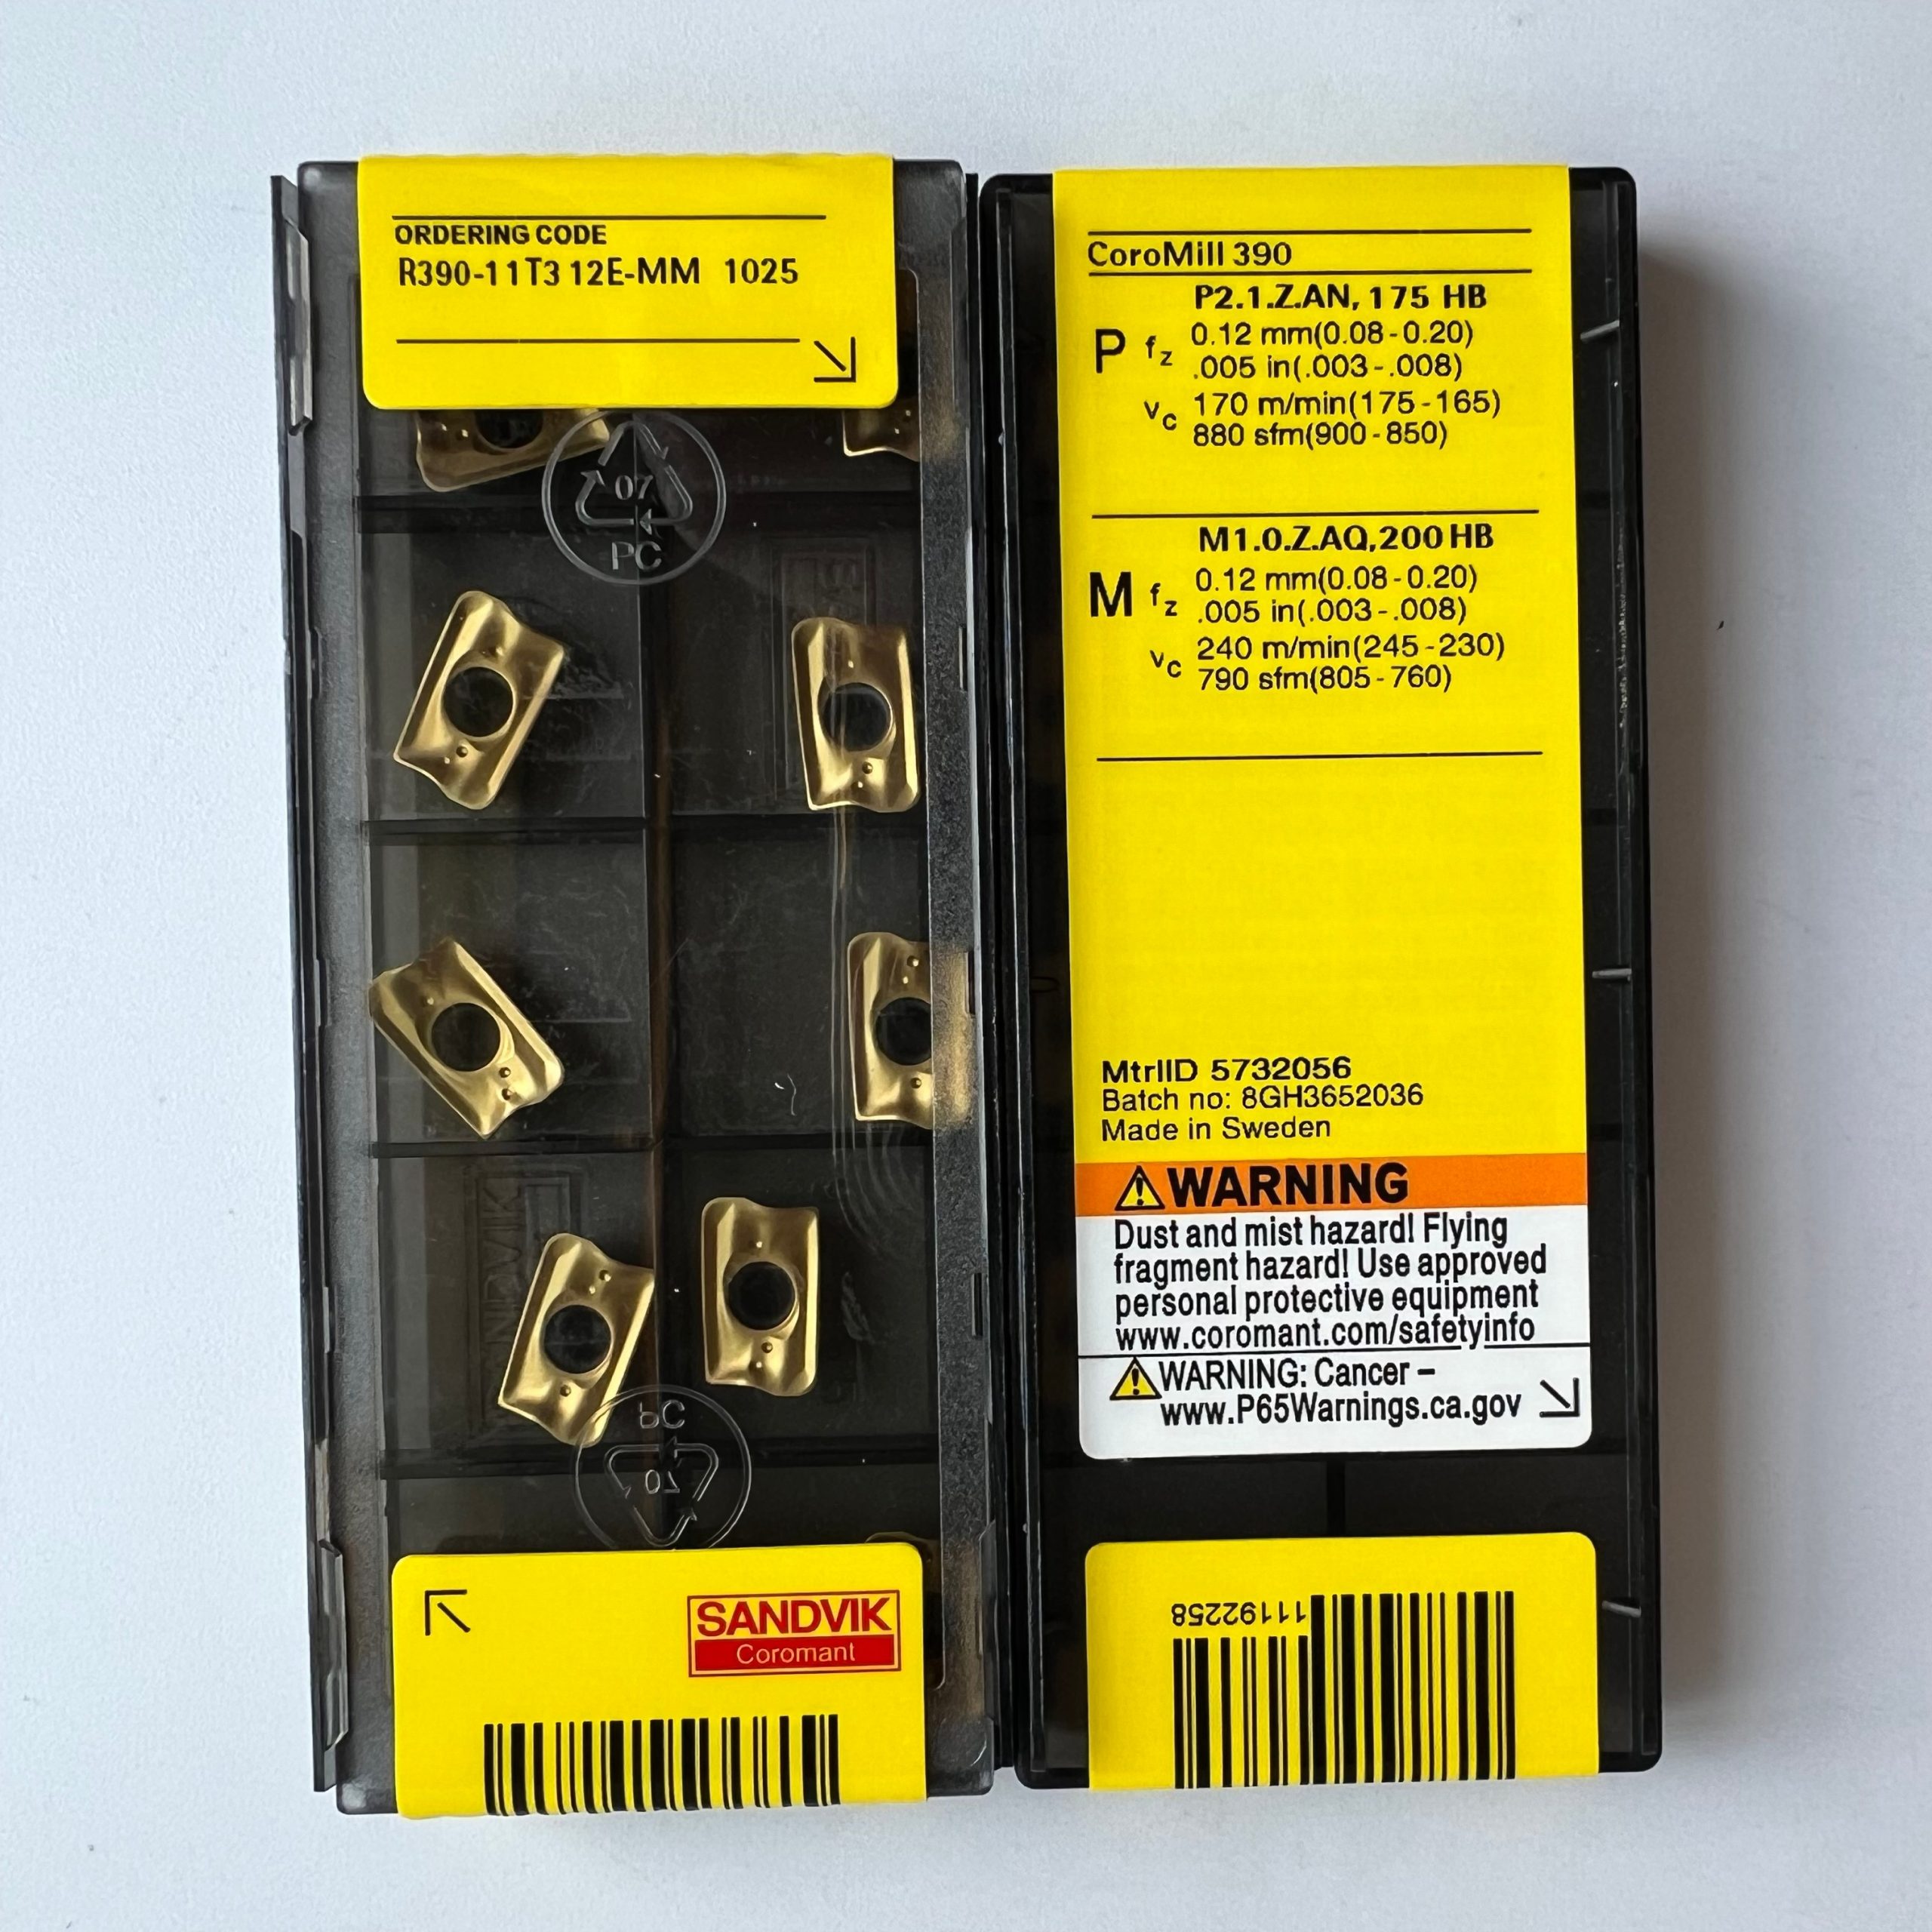 ORDERING CODE
R390-11T3 12E-MM 1025
07
PC
SANDVIK
PC
07
SANDVIK
Coromant
CoroMill 390
P2.1.Z.AN, 175 HB
P fz 0.12 mm(0.08-0.20)
.005 in(.003-.008)
vc 170 m/min(175-165)
880 sfm(900-850)
M1.0.Z.AQ,200 HB
M fz 0.12 mm(0.08-0.20)
.005 in(.003-.008)
vc 240 m/min(245-230)
790 sfm(805-760)
MtrlID 5732056
Batch no: 8GH3652036
Made in Sweden
WARNING
Dust and mist hazard! Flying
fragment hazard! Use approved
personal protective equipment
www.coromant.com/safetyinfo
WARNING: Cancer –
www.P65Warnings.ca.gov
11192258